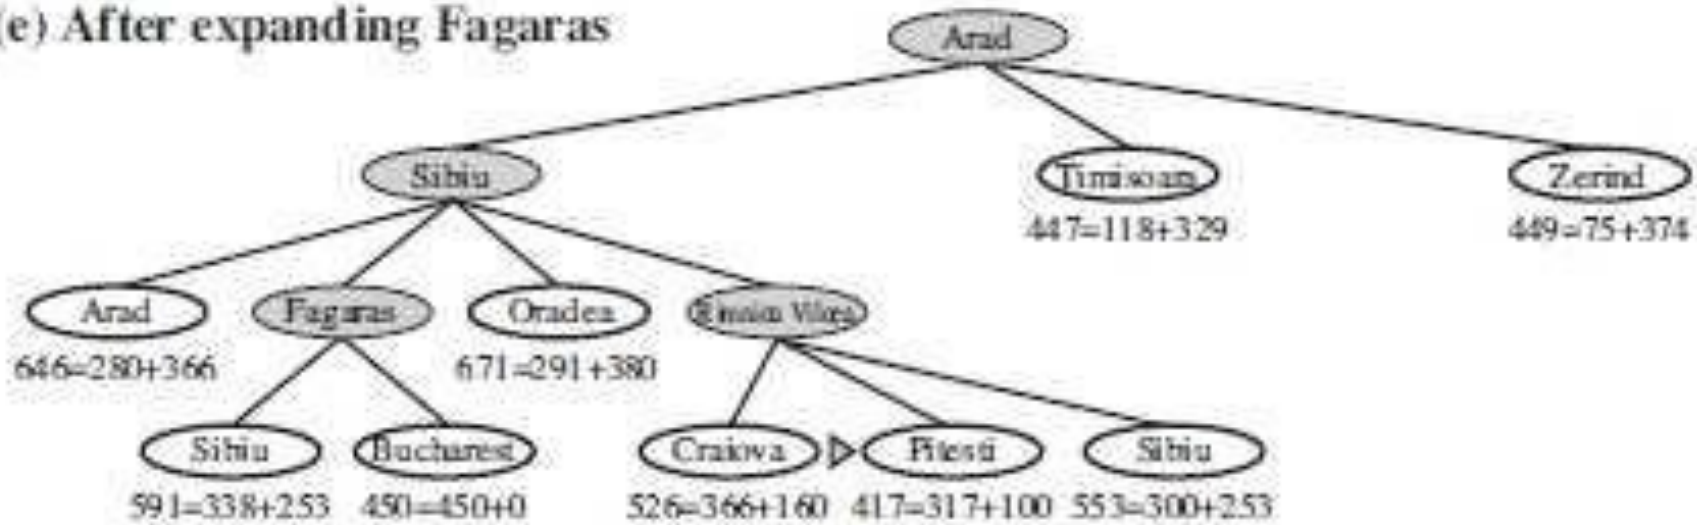 (e) After expanding Fagaras
Arad
Sibiu
Timisoara
Zerind
447=118+329
449=75+374
Arad
Fagaras
Oradea
Rimnicu Vilcea
646=280+366
671=291+380
Sibiu
Bucharest
Craiova
Pitesti
Sibiu
591=338+253
450=450+0
526=366+160
417=317+100
553=300+253